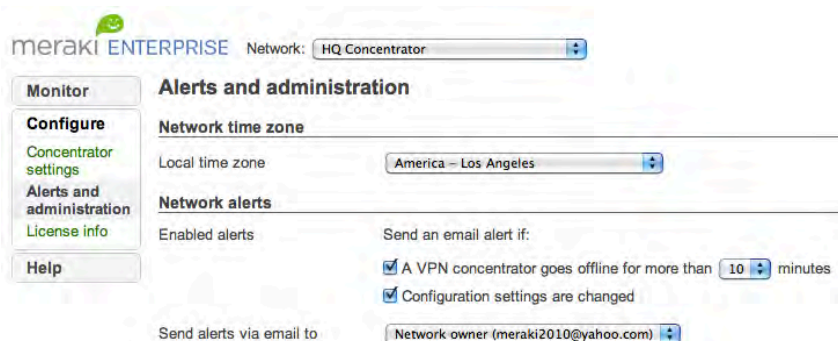 meraki ENTERPRISE Network: HQ Concentrator
Monitor
Configure
Concentrator
settings
Alerts and
administration
License info
Help
Alerts and administration
Network time zone
Local time zone America – Los Angeles
Network alerts
Enabled alerts Send an email alert if:
A VPN concentrator goes offline for more than 10 minutes
Configuration settings are changed
Send alerts via email to Network owner (meraki2010@yahoo.com)